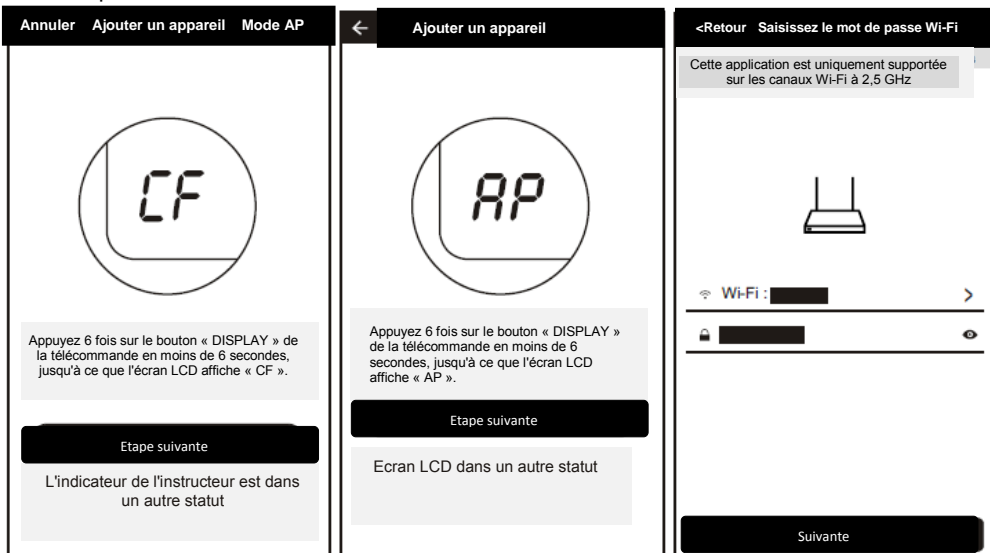 Annuler Ajouter un appareil Mode AP
CF
Appuyez 6 fois sur le bouton « DISPLAY » de
la télécommande en moins de 6 secondes,
jusqu'à ce que l'écran LCD affiche « CF ».
Etape suivante
L'indicateur de l'instructeur est dans
un autre statut
Ajouter un appareil
AP
Appuyez 6 fois sur le bouton « DISPLAY »
de la télécommande en moins de 6
secondes, jusqu'à ce que l'écran LCD
affiche « AP ».
Etape suivante
Ecran LCD dans un autre statut
<Retour Saisissez le mot de passe Wi-Fi
Cette application est uniquement supportée
sur les canaux Wi-Fi à 2,5 GHz
Wi-Fi :
Suivante